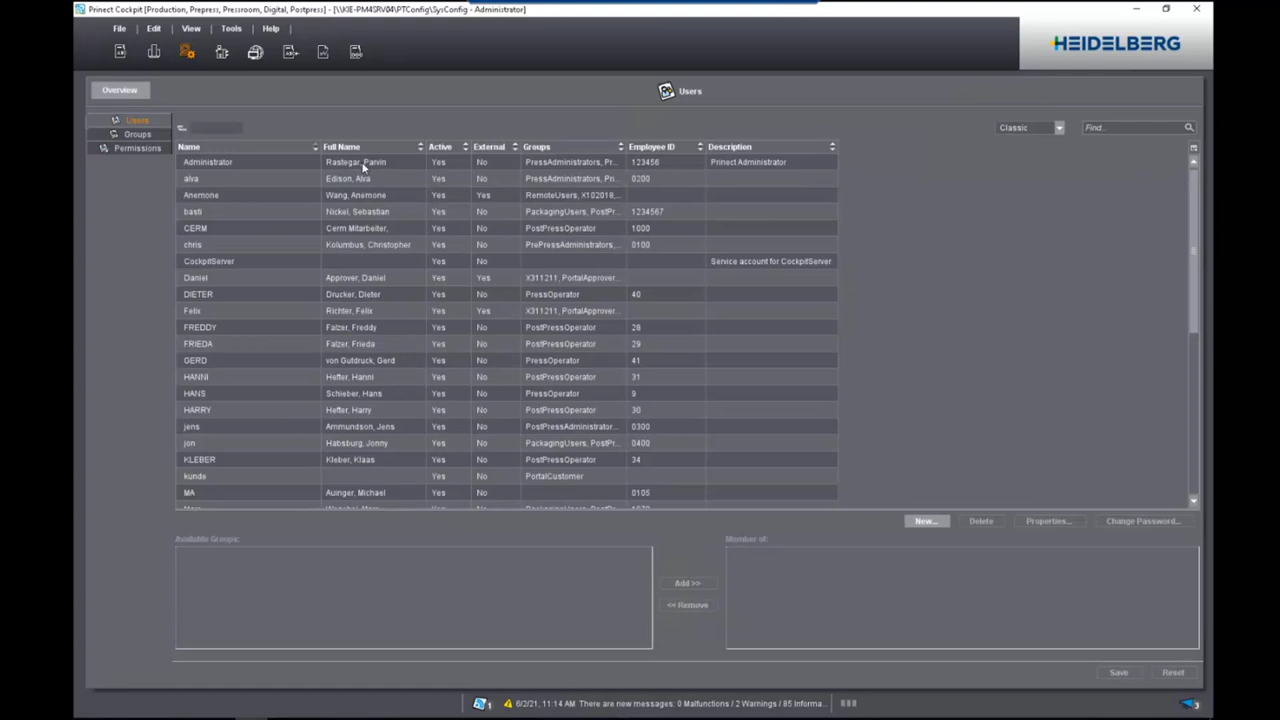 Prinect Cockpit [Production, Prepress, Pressroom, Digital, Postpress] - [\\KIE-PM4SRV04\PTConfig\SysConfig - Administrator]
File Edit View Tools Help
HEIDELBERG
Overview
Users
Users
Groups
Permissions
Classic
Find...
Name Full Name Active External Groups Employee ID Description
Administrator Rastegar, Parvin Yes No PressAdministrators, Pr... 123456 Prinect Administrator
alva Edison, Alva Yes No PressAdministrators, Pr... 0200
Anemone Wang, Anemone Yes Yes RemoteUsers, X102018,...
basti Nickel, Sebastian Yes No PackagingUsers, PostPr... 1234567
CERM Cerm Mitarbeiter, Yes No PostPressOperator 1000
chris Kolumbus, Christopher Yes No PrePressAdministrators,... 0100
CockpitServer Yes No Service account for CockpitServer
Daniel Approver, Daniel Yes Yes X311211, PortalApprover...
DIETER Drucker, Dieter Yes No PressOperator 40
Felix Richter, Felix Yes Yes X311211, PortalApprover...
FREDDY Falzer, Freddy Yes No PostPressOperator 28
FRIEDA Falzer, Frieda Yes No PostPressOperator 29
GERD von Gutdruck, Gerd Yes No PressOperator 41
HANNI Hefter, Hanni Yes No PostPressOperator 31
HANS Schieber, Hans Yes No PressOperator 9
HARRY Hefter, Harry Yes No PostPressOperator 30
jens Ammundson, Jens Yes No PostPressAdministrator... 0300
jon Habsburg, Jonny Yes No PackagingUsers, PostPr... 0400
KLEBER Kleber, Klaas Yes No PostPressOperator 34
kunde Yes No PortalCustomer
MA Auinger, Michael Yes No 0105
New... Delete Properties... Change Password...
Available Groups:
Member of:
Add >>
<< Remove
Save Reset
1 6/2/21, 11:14 AM There are new messages: 0 Malfunctions / 2 Warnings / 85 Informa... 3